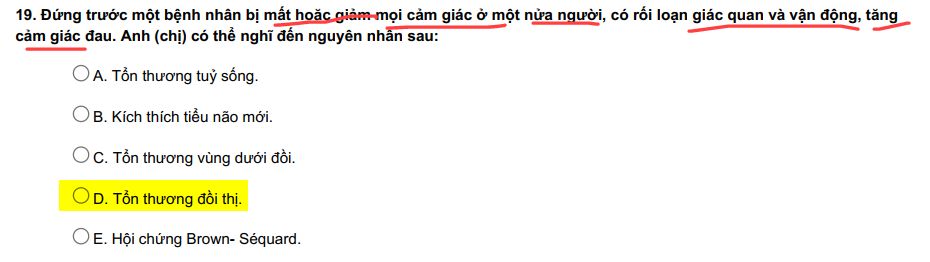 19. Đứng trước một bệnh nhân bị mất hoặc giảm mọi cảm giác ở một nửa người, có rối loạn giác quan và vận động, tăng
cảm giác đau. Anh (chị) có thể nghĩ đến nguyên nhân sau:
A. Tổn thương tuỷ sống.
B. Kích thích tiểu não mới.
C. Tổn thương vùng dưới đồi.
D. Tổn thương đồi thị.
E. Hội chứng Brown- Séquard.